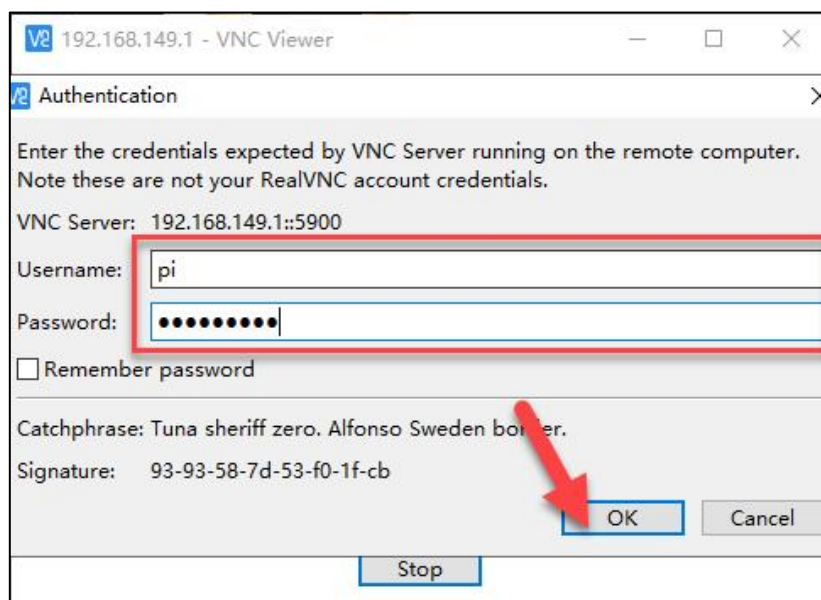 192.168.149.1 - VNC Viewer
Authentication
Enter the credentials expected by VNC Server running on the remote computer.
Note these are not your RealVNC account credentials.
VNC Server: 192.168.149.1::5900
Username: pi
Password: ●●●●●●●●●
Remember password
Catchphrase: Tuna sheriff zero. Alfonso Sweden border.
Signature: 93-93-58-7d-53-f0-1f-cb
OK Cancel
Stop